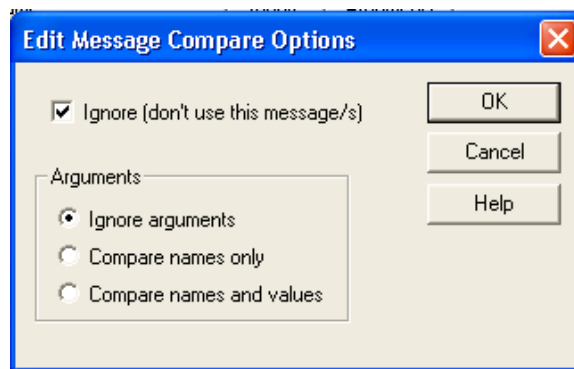 Edit Message Compare Options
Ignore (don't use this message/s)
OK
Cancel
Help
Arguments
Ignore arguments
Compare names only
Compare names and values